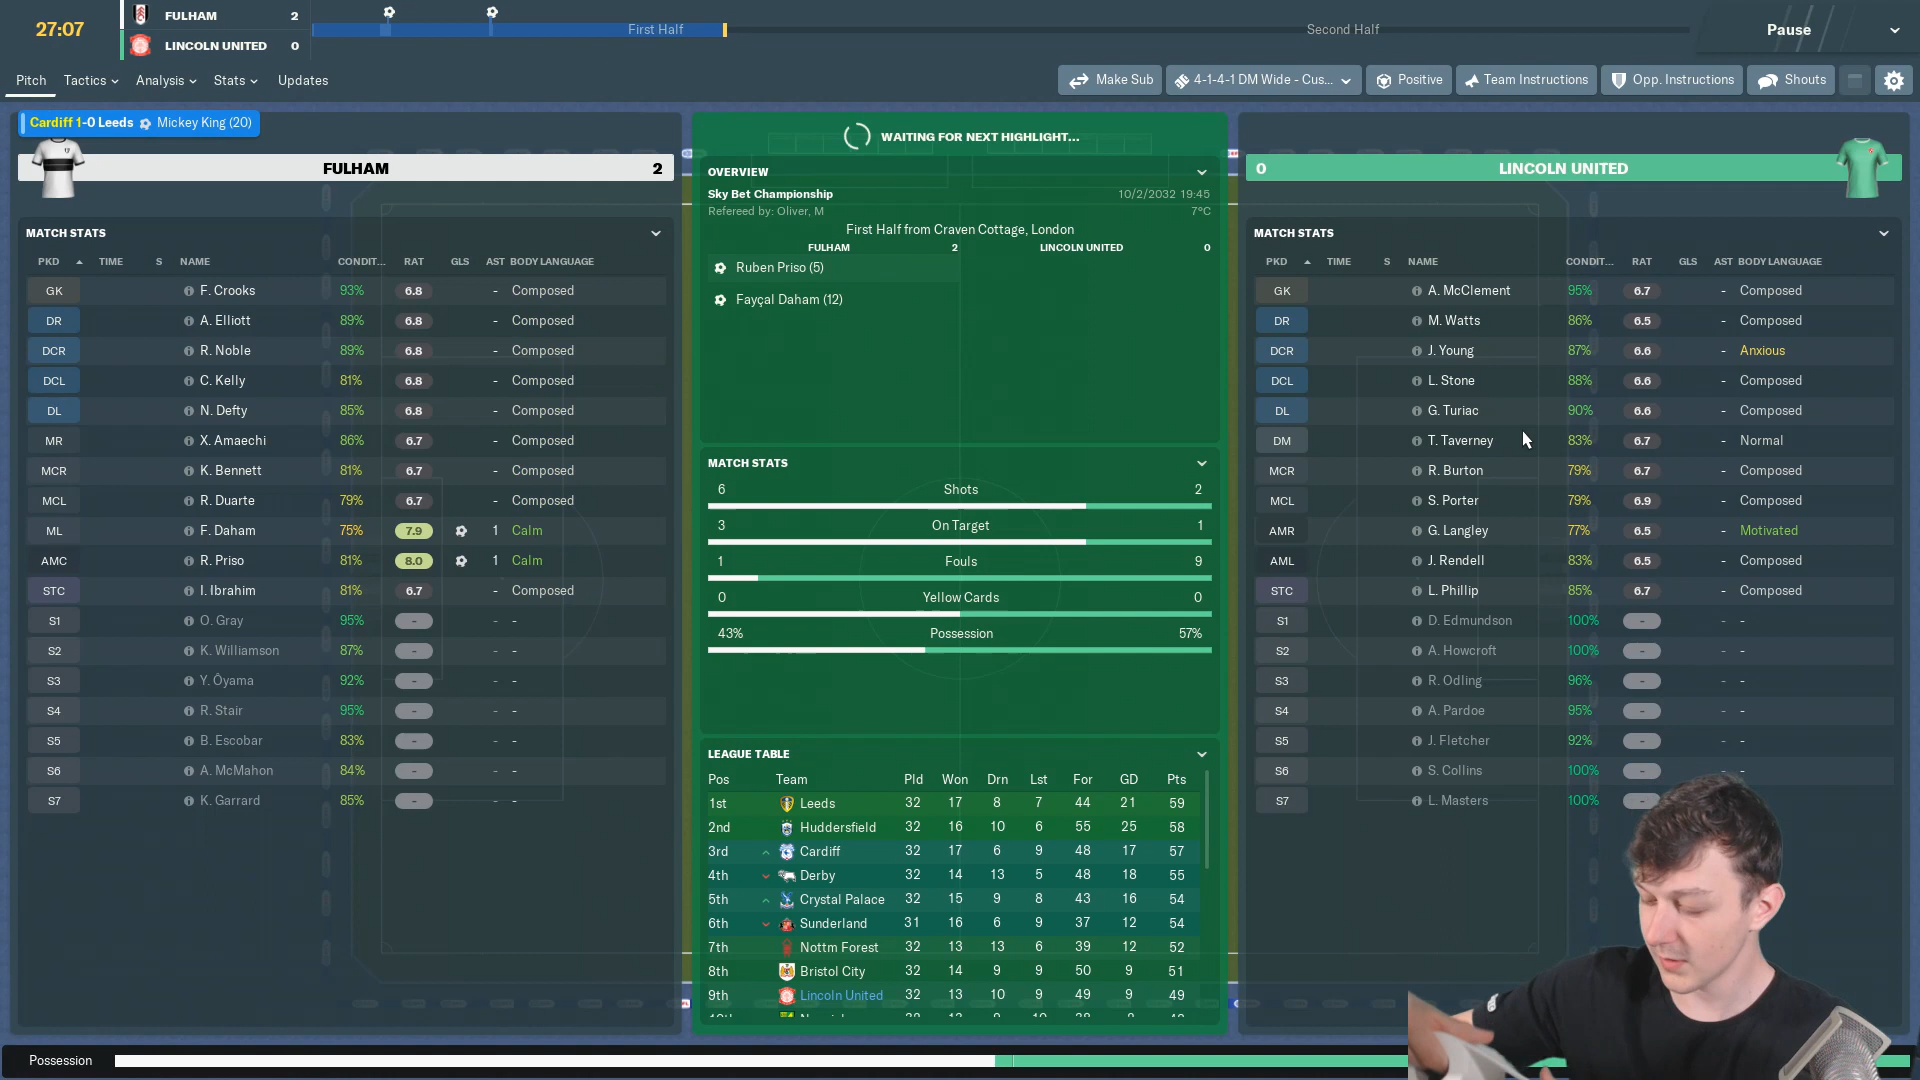 27:07
FULHAM 2
LINCOLN UNITED 0
First Half
Second Half
Pause
Pitch Tactics Analysis Stats Updates
Make Sub 4-1-4-1 DM Wide - Cus... Positive Team Instructions Opp. Instructions Shouts
Cardiff 1-0 Leeds Mickey King (20)
FULHAM 2
MATCH STATS
PKD TIME S NAME CONDIT... RAT GLS AST BODY LANGUAGE
GK F. Crooks 93% 6.8 - Composed
DR A. Elliott 89% 6.8 - Composed
DCR R. Noble 89% 6.8 - Composed
DCL C. Kelly 81% 6.8 - Composed
DL N. Defty 85% 6.8 - Composed
MR X. Amaechi 86% 6.7 - Composed
MCR K. Bennett 81% 6.7 - Composed
MCL R. Duarte 79% 6.7 - Composed
ML F. Daham 75% 7.9 1 Calm
AMC R. Priso 81% 8.0 1 Calm
STC I. Ibrahim 81% 6.7 - Composed
S1 O. Gray 95% - - -
S2 K. Williamson 87% - - -
S3 Y. Ôyama 92% - - -
S4 R. Stair 95% - - -
S5 B. Escobar 83% - - -
S6 A. McMahon 84% - - -
S7 K. Garrard 85% - - -
WAITING FOR NEXT HIGHLIGHT...
OVERVIEW
Sky Bet Championship 10/2/2032 19:45
Refereed by: Oliver, M 7°C
First Half from Craven Cottage, London
FULHAM 2 LINCOLN UNITED 0
Ruben Priso (5)
Fayçal Daham (12)
MATCH STATS
6 Shots 2
3 On Target 1
1 Fouls 9
0 Yellow Cards 0
43% Possession 57%
LEAGUE TABLE
Pos Team Pld Won Drn Lst For GD Pts
1st Leeds 32 17 8 7 44 21 59
2nd Huddersfield 32 16 10 6 55 25 58
3rd Cardiff 32 17 6 9 48 17 57
4th Derby 32 14 13 5 48 18 55
5th Crystal Palace 32 15 9 8 43 16 54
6th Sunderland 31 16 6 9 37 12 54
7th Nottm Forest 32 13 13 6 39 12 52
8th Bristol City 32 14 9 9 50 9 51
9th Lincoln United 32 13 10 9 49 9 49
0 LINCOLN UNITED
MATCH STATS
PKD TIME S NAME CONDIT... RAT GLS AST BODY LANGUAGE
GK A. McClement 95% 6.7 - Composed
DR M. Watts 86% 6.5 - Composed
DCR J. Young 87% 6.6 - Anxious
DCL L. Stone 88% 6.6 - Composed
DL G. Turiac 90% 6.6 - Composed
DM T. Taverney 83% 6.7 - Normal
MCR R. Burton 79% 6.7 - Composed
MCL S. Porter 79% 6.9 - Composed
AMR G. Langley 77% 6.5 - Motivated
AML J. Rendell 83% 6.5 - Composed
STC L. Phillip 85% 6.7 - Composed
S1 D. Edmundson 100% - - -
S2 A. Howcroft 100% - - -
S3 R. Odling 96% - - -
S4 A. Pardoe 95% - - -
S5 J. Fletcher 92% - - -
S6 S. Collins 100% - - -
S7 L. Masters 100% -
Possession